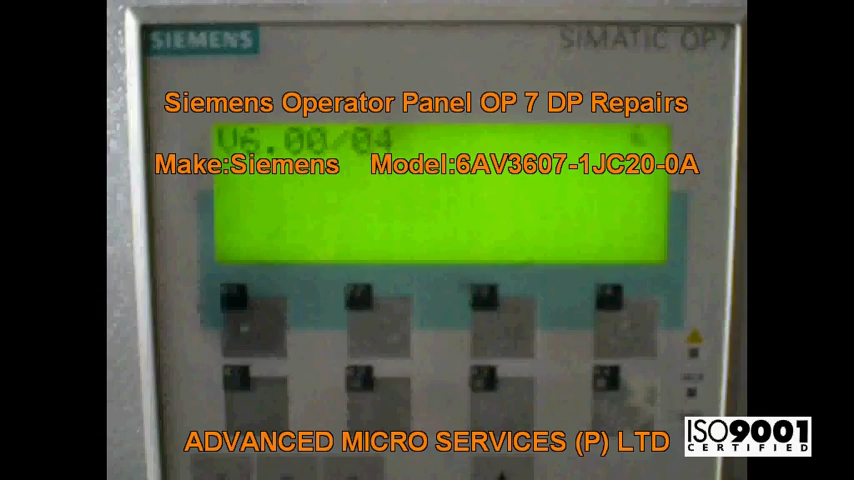 SIEMENS
SIMATIC OP7
Siemens Operator Panel OP 7 DP Repairs
V6.00/04
Make:Siemens Model:6AV3607-1JC20-0A
ADVANCED MICRO SERVICES (P) LTD
ISO9001
CERTIFIED